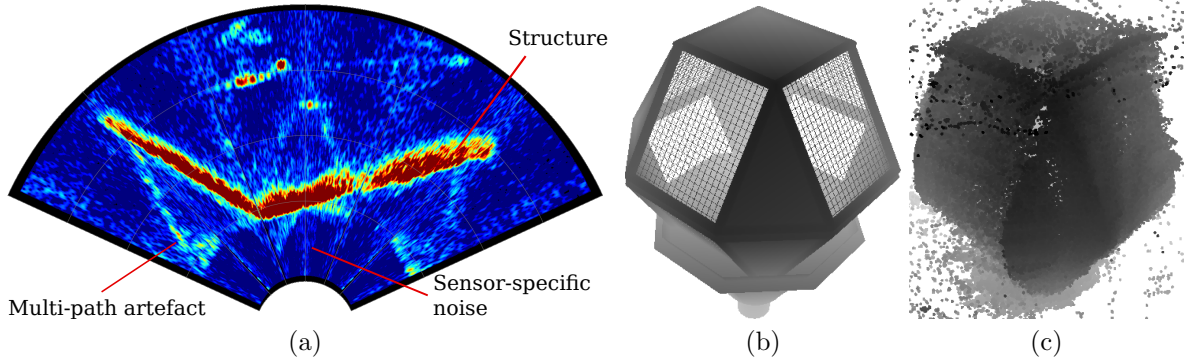 Structure
Multi-path artefact
Sensor-specific
noise
(a)
(b)
(c)